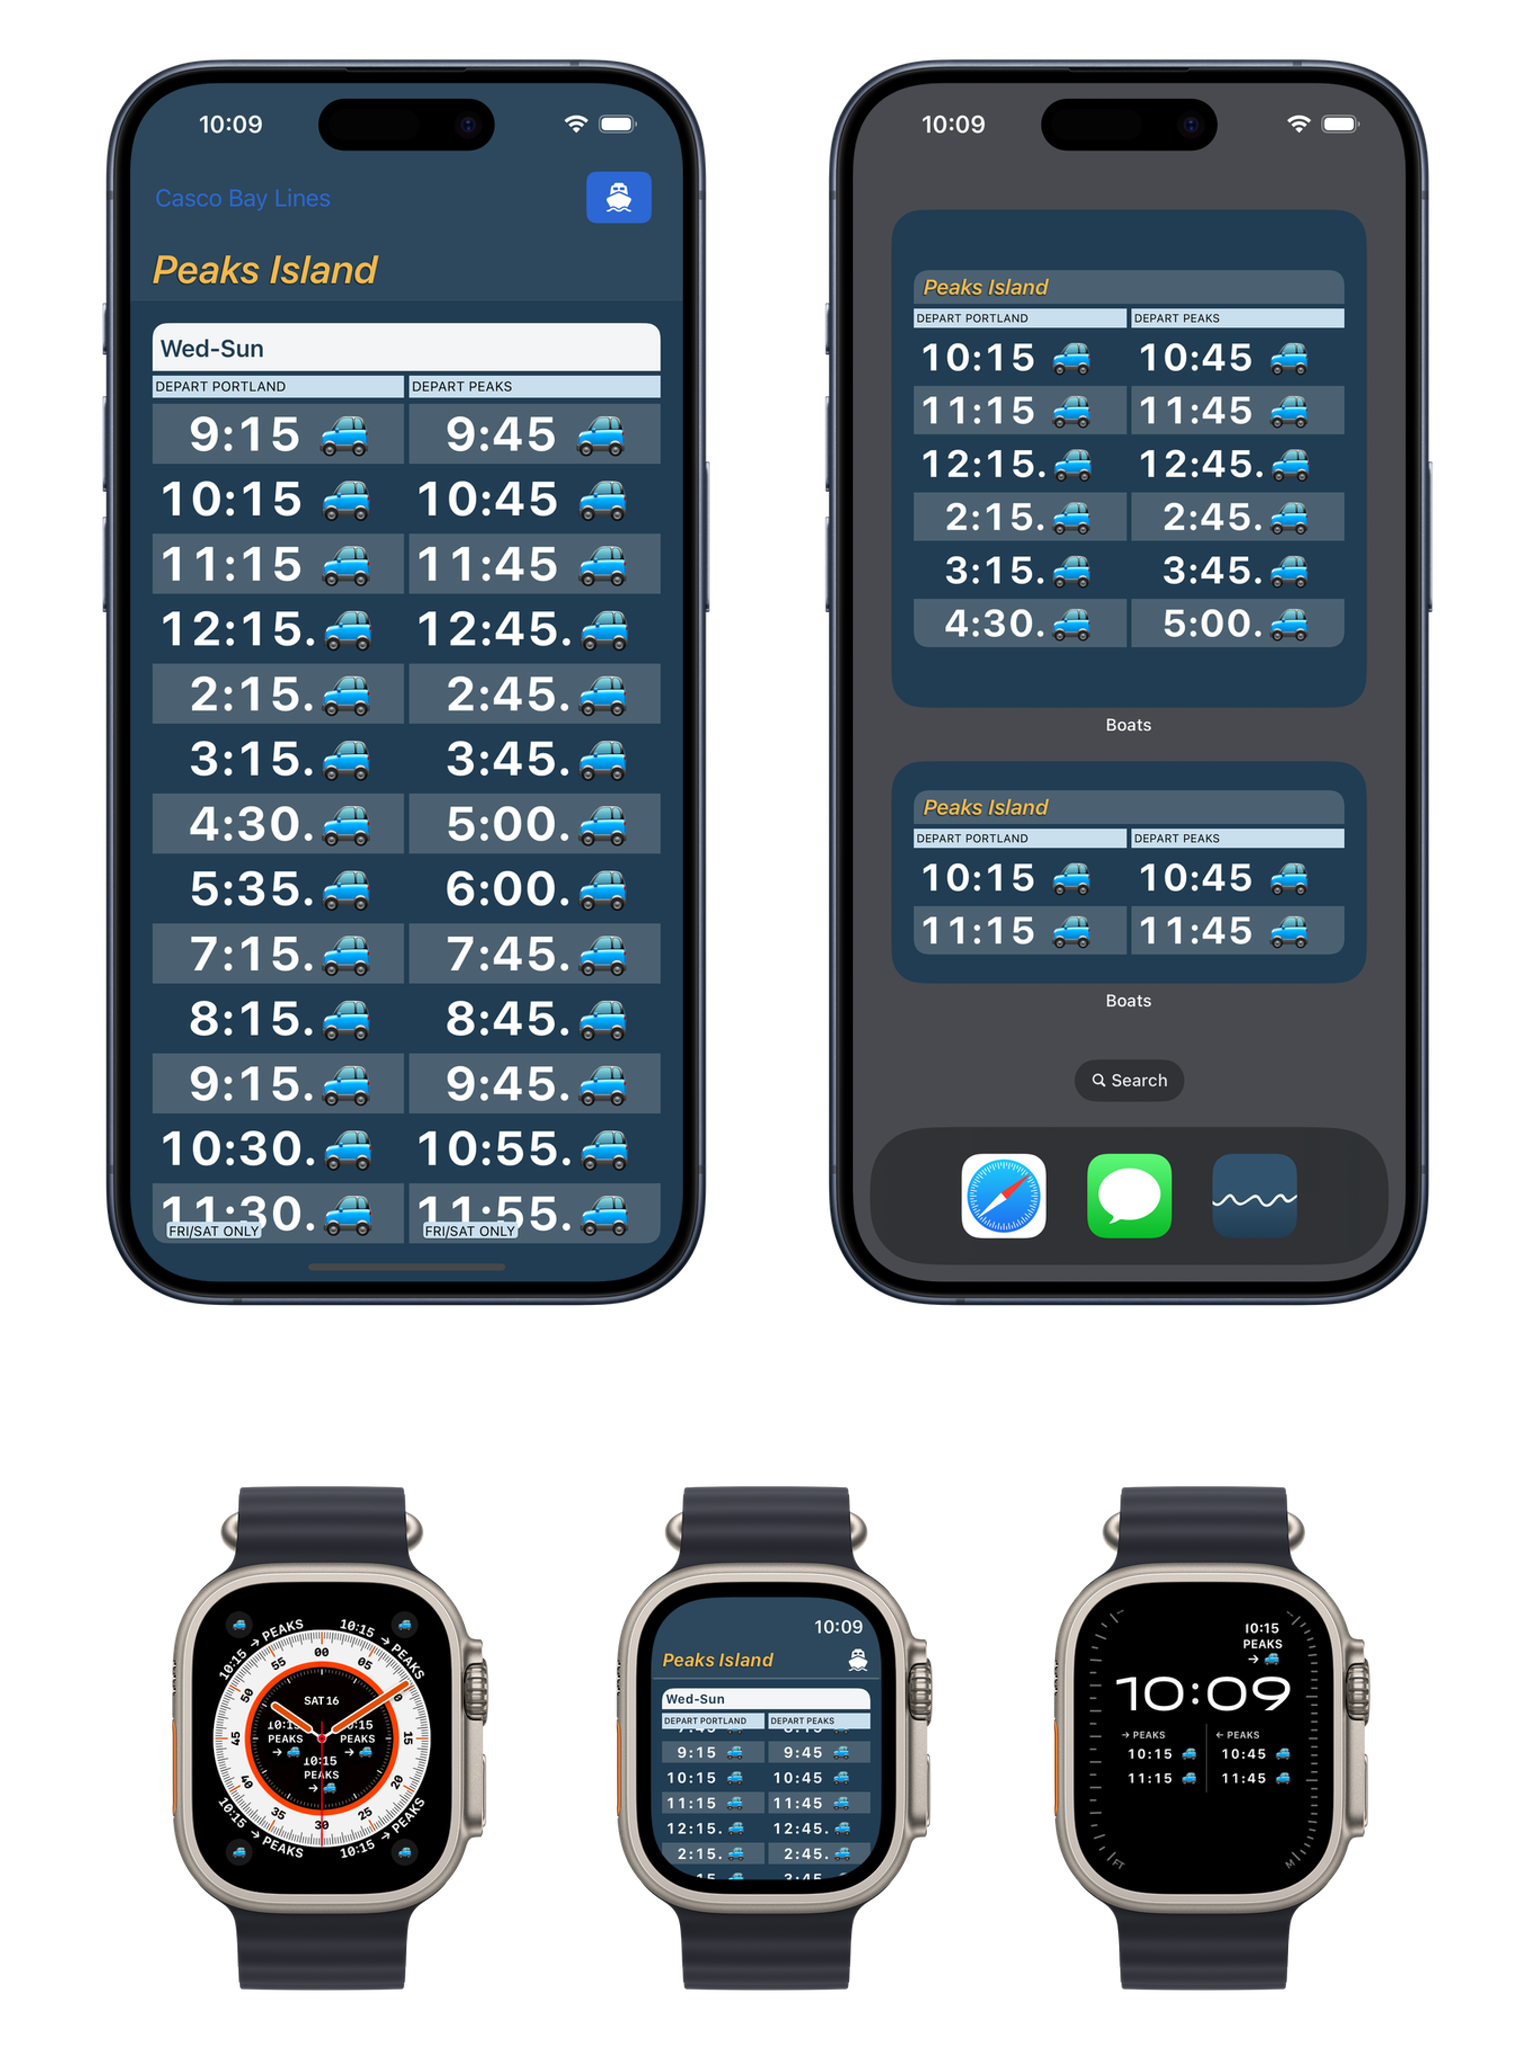 10:09
Casco Bay Lines
Peaks Island
Wed-Sun
DEPART PORTLAND DEPART PEAKS
9:15 🚙 9:45 🚙
10:15 🚙 10:45 🚙
11:15 🚙 11:45 🚙
12:15. 🚙 12:45. 🚙
2:15. 🚙 2:45. 🚙
3:15. 🚙 3:45. 🚙
4:30. 🚙 5:00. 🚙
5:35. 🚙 6:00. 🚙
7:15. 🚙 7:45. 🚙
8:15. 🚙 8:45. 🚙
9:15. 🚙 9:45. 🚙
10:30. 🚙 10:55. 🚙
11:30. 🚙 11:55. 🚙
FRI/SAT ONLY FRI/SAT ONLY
10:09
Peaks Island
DEPART PORTLAND DEPART PEAKS
10:15 🚙 10:45 🚙
11:15 🚙 11:45 🚙
12:15. 🚙 12:45. 🚙
2:15. 🚙 2:45. 🚙
3:15. 🚙 3:45. 🚙
4:30. 🚙 5:00. 🚙
Boats
Peaks Island
DEPART PORTLAND DEPART PEAKS
10:15 🚙 10:45 🚙
11:15 🚙 11:45 🚙
Boats
Search
10:15 → PEAKS
10:15 → PEAKS
00
55 05
50
45 15
40 20
35 25
30
SAT 16
10:15 10:15
PEAKS PEAKS
→ 🚙 → 🚙
10:15
PEAKS
→ 🚙
10:15 → PEAKS
10:15 → PEAKS
10:09
Peaks Island
Wed-Sun
DEPART PORTLAND DEPART PEAKS
9:15 🚙 9:45 🚙
10:15 🚙 10:45 🚙
11:15 🚙 11:45 🚙
12:15. 🚙 12:45. 🚙
2:15. 🚙 2:45. 🚙
3:45
10:15
PEAKS
→ 🚙
10:09
→ PEAKS ← PEAKS
10:15 🚙 10:45 🚙
11:15 🚙 11:45 🚙
FT M